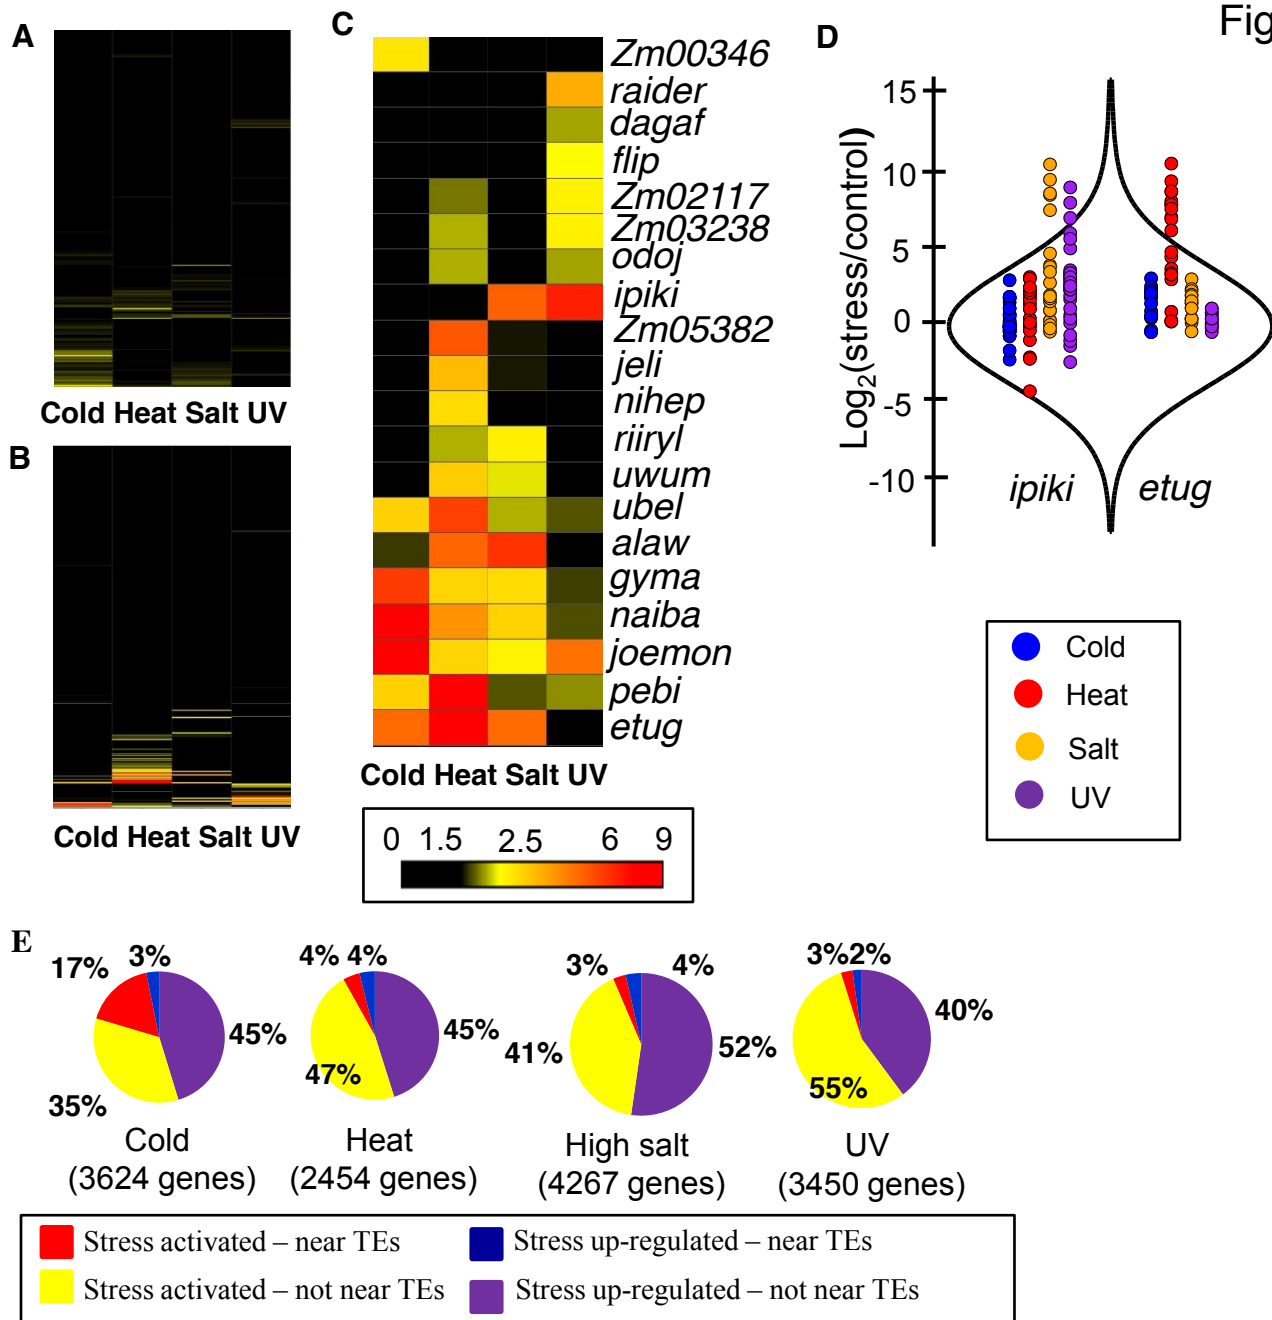 Fig
A
Cold Heat Salt UV
B
Cold Heat Salt UV
C
Zm00346
raider
dagaf
flip
Zm02117
Zm03238
odoj
ipiki
Zm05382
jeli
nihep
riiryl
uwum
ubel
alaw
gyma
naiba
joemon
pebi
etug
Cold Heat Salt UV
0 1.5 2.5 6 9
D
Log2(stress/control)
15
10
5
0
-5
-10
ipiki etug
Cold
Heat
Salt
UV
E
17% 3% 45% 35%
Cold
(3624 genes)
4% 4% 45% 47%
Heat
(2454 genes)
3% 4% 52% 41%
High salt
(4267 genes)
3% 2% 40% 55%
UV
(3450 genes)
Stress activated – near TEs
Stress up-regulated – near TEs
Stress activated – not near TEs
Stress up-regulated – not near TEs